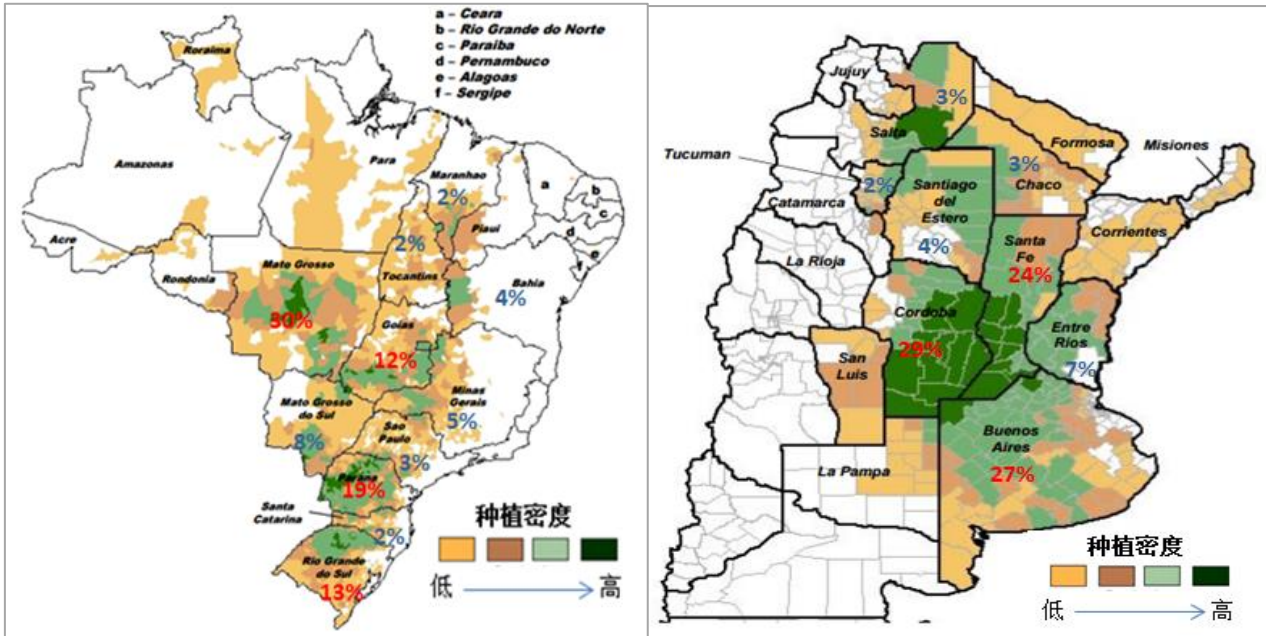 a – Ceara
b – Rio Grande do Norte
c – Paraiba
d – Pernambuco
e – Alagoas
f – Sergipe
Roraima
Amazonas
Para
Maranhao
2%
a
b
c
d
e
f
Piaui
Acre
Rondonia
Mato Grosso
30%
2%
Tocantins
Bahia
4%
Goias
12%
Mato Grosso
do Sul
8%
Minas
Gerais
5%
Sao
Paulo
3%
Parana
19%
Santa
Catarina
2%
Rio Grande
do Sul
13%
种植密度
低
高
Jujuy
3%
Salta
Formosa
Misiones
Tucuman
2%
3%
Chaco
Catamarca
Santiago
del
Estero
4%
Corrientes
Santa
Fe
24%
La Rioja
Cordoba
29%
Entre
Rios
7%
San
Luis
Buenos
Aires
27%
La Pampa
种植密度
低
高